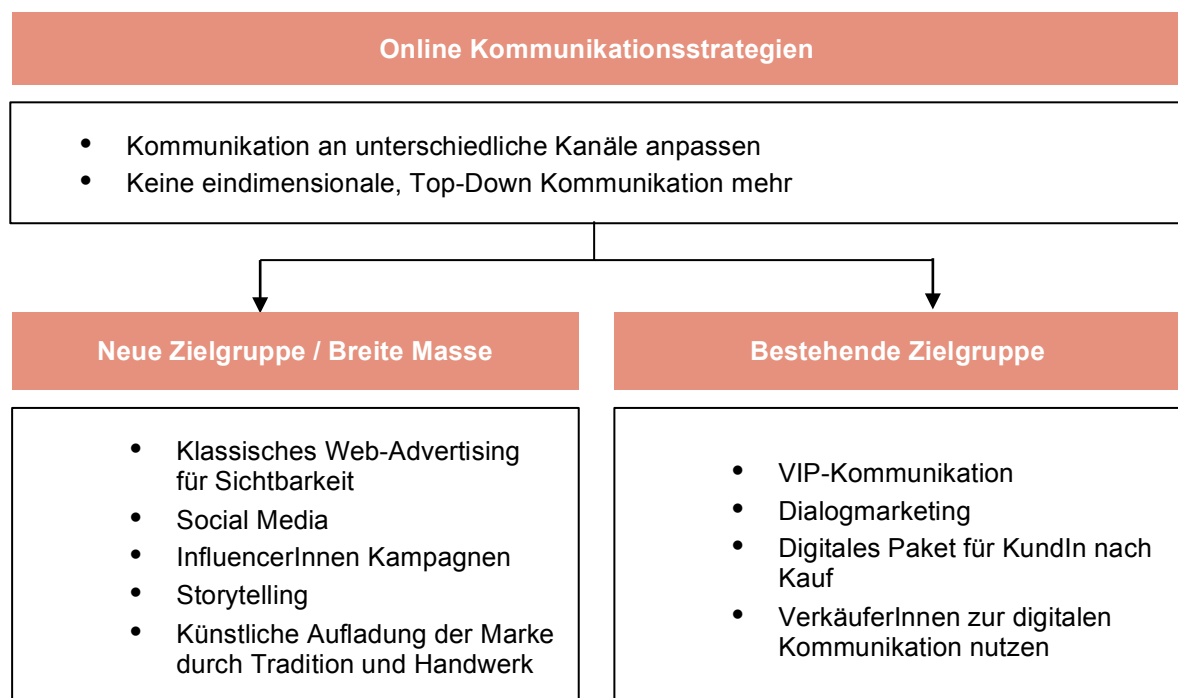 Online Kommunikationsstrategien
• Kommunikation an unterschiedliche Kanäle anpassen
• Keine eindimensionale, Top-Down Kommunikation mehr
Neue Zielgruppe / Breite Masse
• Klassisches Web-Advertising
für Sichtbarkeit
• Social Media
• InfluencerInnen Kampagnen
• Storytelling
• Künstliche Aufladung der Marke
durch Tradition und Handwerk
Bestehende Zielgruppe
• VIP-Kommunikation
• Dialogmarketing
• Digitales Paket für KundIn nach
Kauf
• VerkäuferInnen zur digitalen
Kommunikation nutzen